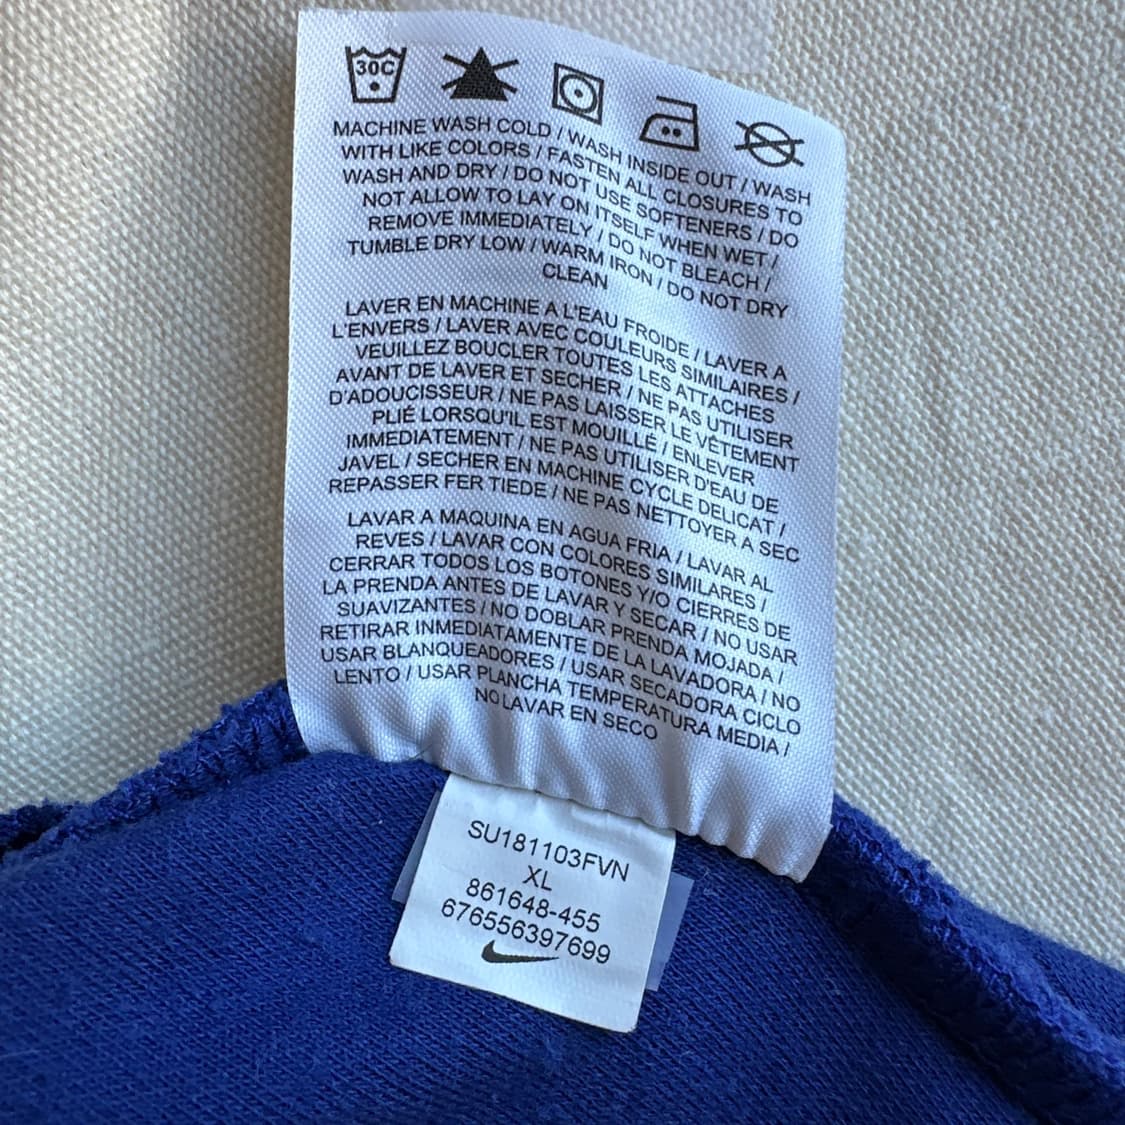 30C
MACHINE WASH COLD / WASH INSIDE OUT / WASH
WITH LIKE COLORS / FASTEN ALL CLOSURES TO
WASH AND DRY / DO NOT USE SOFTENERS / DO
NOT ALLOW TO LAY ON ITSELF WHEN WET /
REMOVE IMMEDIATELY / DO NOT BLEACH /
TUMBLE DRY LOW / WARM IRON / DO NOT DRY
CLEAN
LAVER EN MACHINE A L'EAU FROIDE / LAVER A
L'ENVERS / LAVER AVEC COULEURS SIMILAIRES /
VEUILLEZ BOUCLER TOUTES LES ATTACHES
AVANT DE LAVER ET SECHER / NE PAS UTILISER
D'ADOUCISSEUR / NE PAS LAISSER LE VÊTEMENT
PLIÉ LORSQU'IL EST MOUILLÉ / ENLEVER
IMMEDIATEMENT / NE PAS UTILISER D'EAU DE
JAVEL / SECHER EN MACHINE CYCLE DELICAT /
REPASSER FER TIEDE / NE PAS NETTOYER A SEC
LAVAR A MAQUINA EN AGUA FRIA / LAVAR AL
REVES / LAVAR CON COLORES SIMILARES /
CERRAR TODOS LOS BOTONES Y/O CIERRES DE
LA PRENDA ANTES DE LAVAR Y SECAR / NO USAR
SUAVIZANTES / NO DOBLAR PRENDA MOJADA /
RETIRAR INMEDIATAMENTE DE LA LAVADORA / NO
USAR BLANQUEADORES / USAR SECADORA CICLO
LENTO / USAR PLANCHA TEMPERATURA MEDIA /
NO LAVAR EN SECO
SU181103FVN
XL
861648-455
676556397699